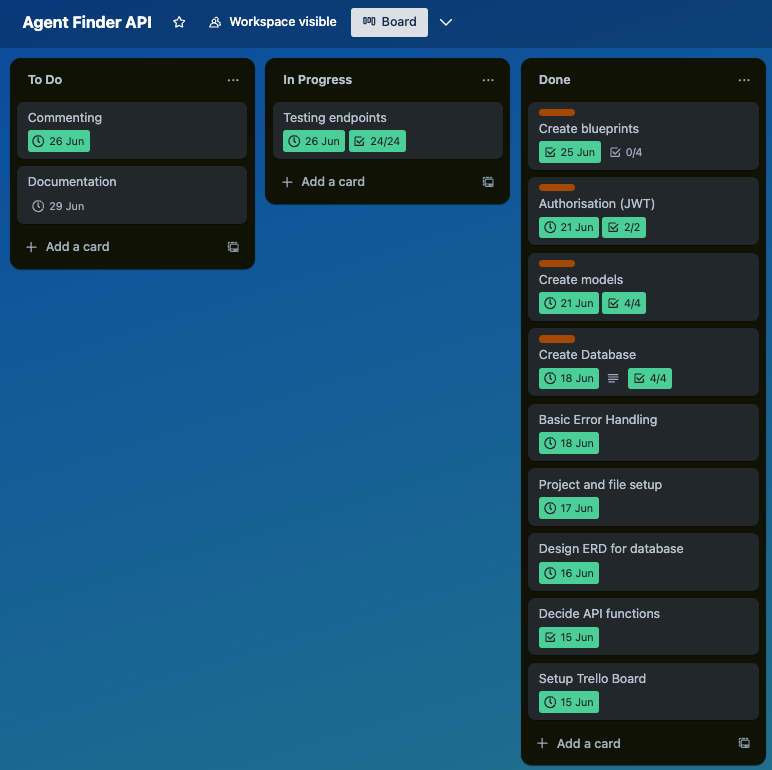 Agent Finder API Workspace visible Board
To Do
Commenting
26 Jun
Documentation
29 Jun
Add a card
In Progress
Testing endpoints
26 Jun 24/24
Add a card
Done
Create blueprints
25 Jun 0/4
Authorisation (JWT)
21 Jun 2/2
Create models
21 Jun 4/4
Create Database
18 Jun 4/4
Basic Error Handling
18 Jun
Project and file setup
17 Jun
Design ERD for database
16 Jun
Decide API functions
15 Jun
Setup Trello Board
15 Jun
Add a card